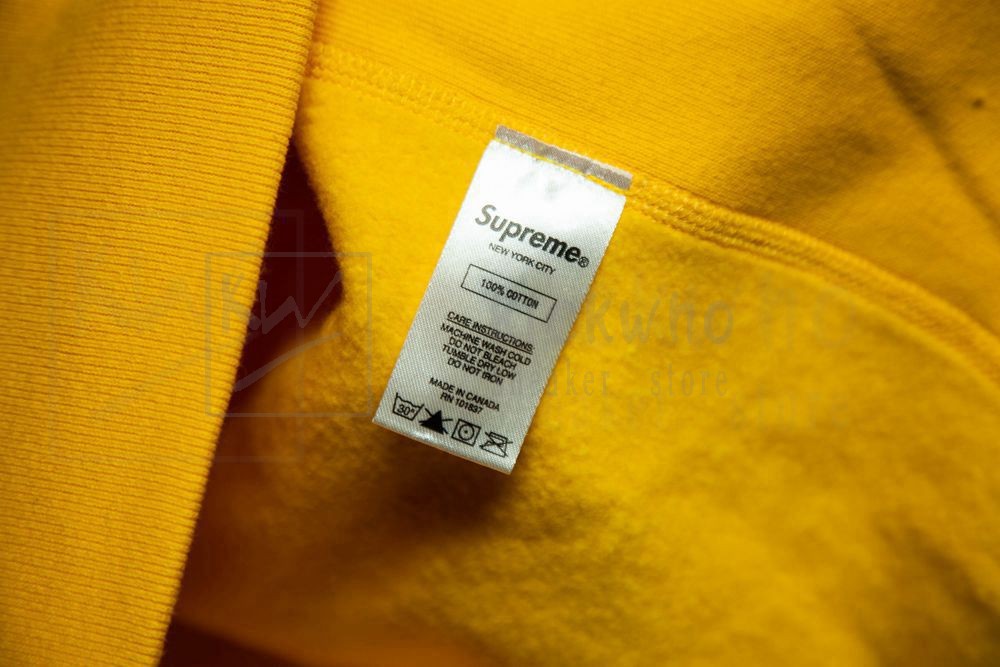 Supreme®
NEW YORK CITY
100% COTTON
CARE INSTRUCTIONS
MACHINE WASH COLD
DO NOT BLEACH
TUMBLE DRY LOW
DO NOT IRON
MADE IN CANADA
RN 101837
30°
store